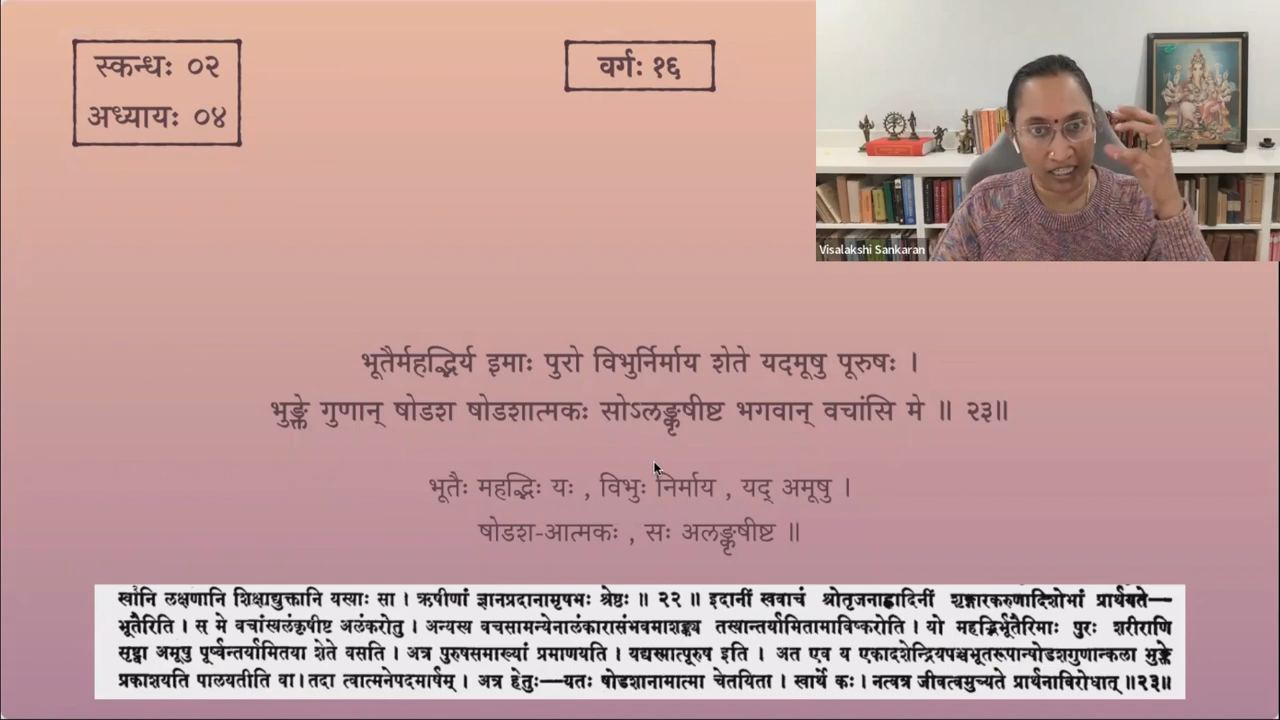 स्कन्धः ०२
अध्यायः ०४
वर्गः १६
Visalakshi Sankaran
भूतैर्महद्भिर्य इमाः पुरो विभुर्निर्माय शेते यदमूषु पूरुषः ।
भुङ्क्ते गुणान् षोडश षोडशात्मकः सोऽलङ्कृषीष्ट भगवान् वचांसि मे ॥ २३॥
भूतैः महद्भिः यः , विभुः निर्माय , यद् अमूषु ।
षोडश-आत्मकः , सः अलङ्कृषीष्ट ॥
लक्षणानि शिक्षाद्युक्तानि यस्याः सा । ऋषीणां ज्ञानप्रदानामृषभः श्रेष्ठः ॥ २२ ॥ इदानीं स्ववाचं श्रोतृजनाह्लादिनीं शृङ्गारकरुणादिशोभां प्रार्थयते—
भूतैरिति । स मे वचांस्यलंकृषीष्ट अलंकरोतु । अन्यस्य वचसामन्येनालंकारासंभवमाशङ्क्य तस्यान्तर्यामितामाविष्करोति । यो महद्भिर्भूतैरिमाः पुरः शरीराणि
सृष्ट्वा अमूषु पूर्ष्वन्तर्यामितया शेते वसति । अत्र पुरुषसमाख्यां प्रमाणयति । यद्यस्मात्पूरुष इति । अत एव य एकादशेन्द्रियपञ्चभूतरूपान्षोडशगुणान्कला भुङ्क्ते
प्रकाशयति पालयतीति वा । तदा त्वात्मनेपदमार्षम् । अत्र हेतुः—यतः षोडशानामात्मा चेतयिता । स्वार्थे कः । नत्वत्र जीवत्वमुच्यते प्रार्थनाविरोधात् ॥२३॥